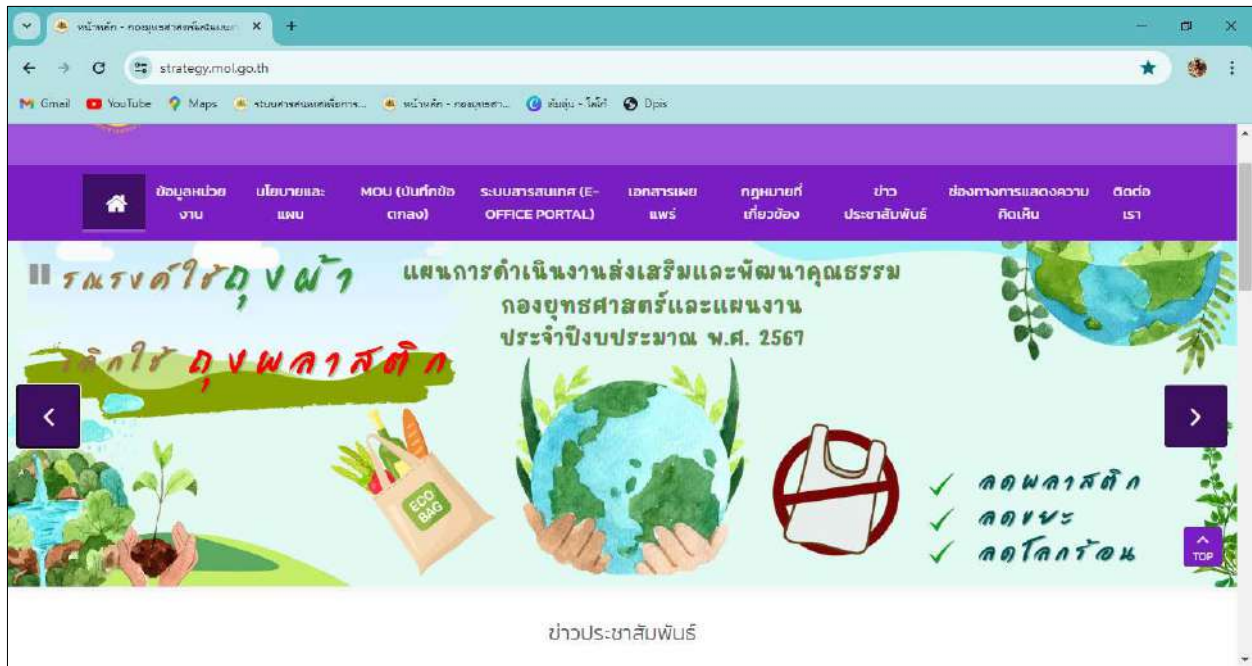 strategy.mol.go.th
Gmail YouTube Maps หน้าหลัก - Dpis
ข้อมูลหน่วย
งาน
นโยบายและ
แผน
MOU (บันทึกข้อ
ตกลง)
ระบบสารสนเทศ (E-
OFFICE PORTAL)
เอกสารเผย
แพร่
กฎหมายที่
เกี่ยวข้อง
ข่าว
ประชาสัมพันธ์
ช่องทางการแสดงความ
คิดเห็น
ติดต่อ
เรา
รณรงค์ใช้ถุงผ้า
แผนการดำเนินงานส่งเสริมและพัฒนาคุณธรรม
กองยุทธศาสตร์และแผนงาน
ประจำปีงบประมาณ พ.ศ. 2567
เลิกใช้ ถุงพลาสติก
ECO
BAG
ลดพลาสติก
ลดขยะ
ลดโลกร้อน
TOP
ข่าวประชาสัมพันธ์